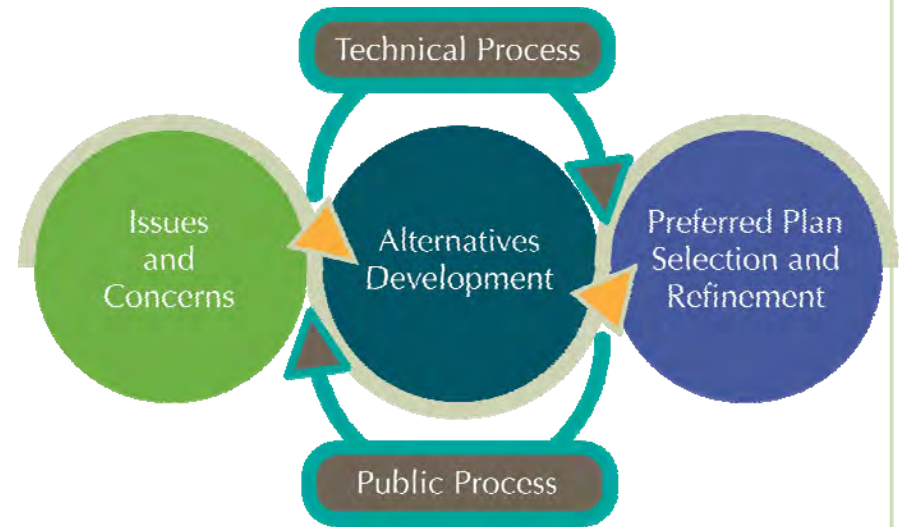 Technical Process
Issues
and
Concerns
Alternatives
Development
Preferred Plan
Selection and
Refinement
Public Process